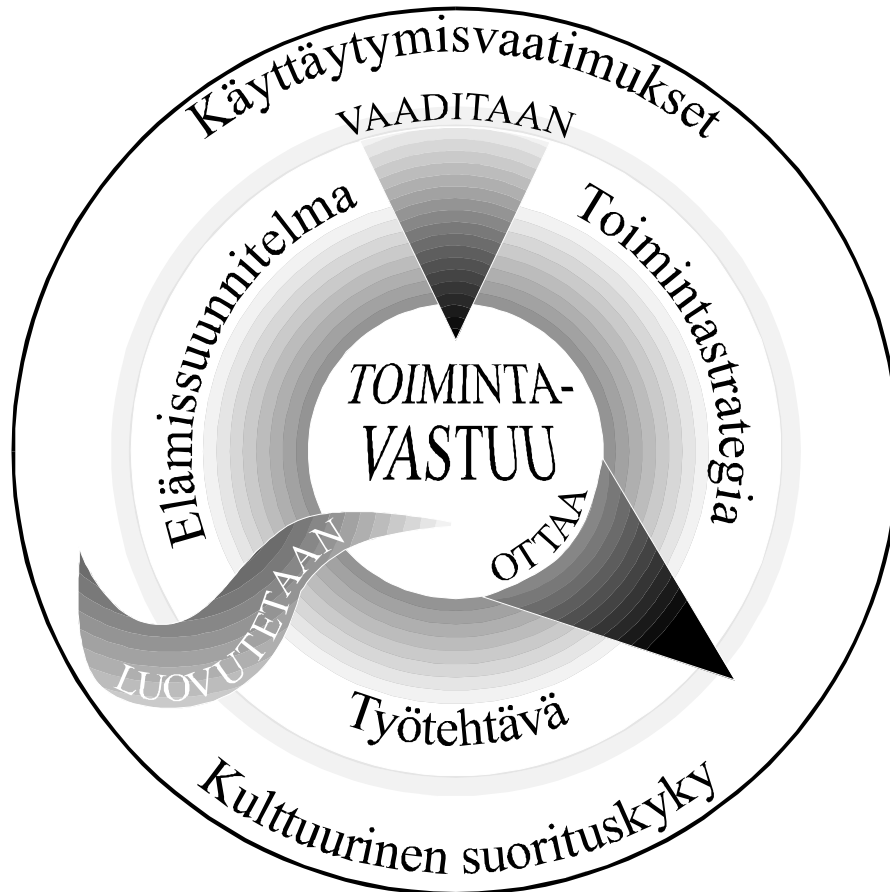 Käyttäytymisvaatimukset
VAADITAAN
Elämissuunnitelma
Toimintastrategia
TOIMINTA-
VASTUU
OTTAA
LUOVUTETAAN
Työtehtävä
Kulttuurinen suorituskyky